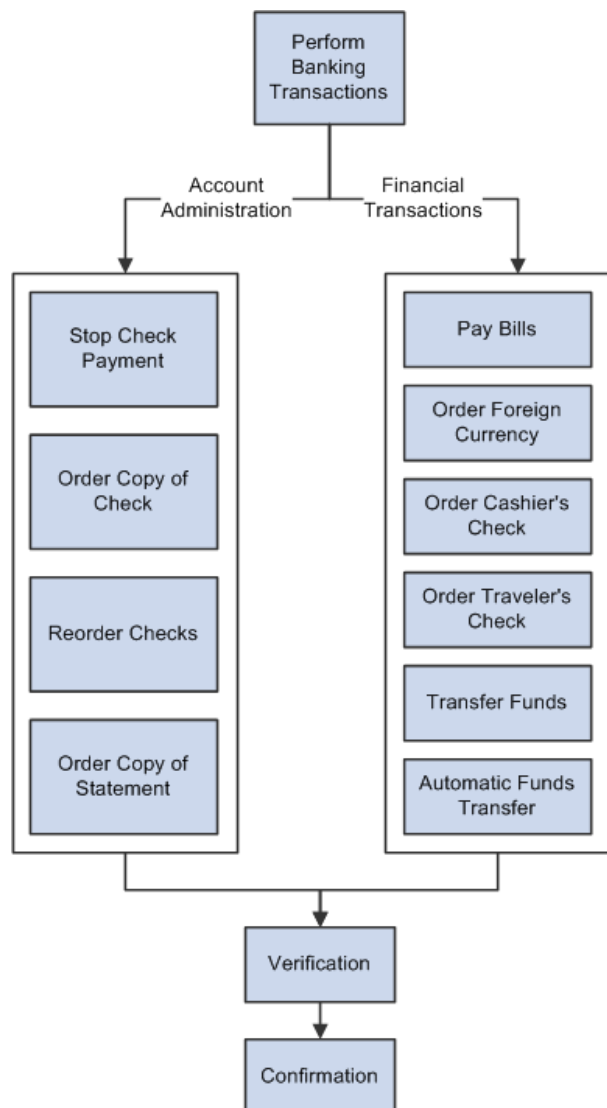 Perform
Banking
Transactions
Account
Administration
Financial
Transactions
Stop Check
Payment
Order Copy of
Check
Reorder Checks
Order Copy of
Statement
Pay Bills
Order Foreign
Currency
Order Cashier's
Check
Order Traveler's
Check
Transfer Funds
Automatic Funds
Transfer
Verification
Confirmation